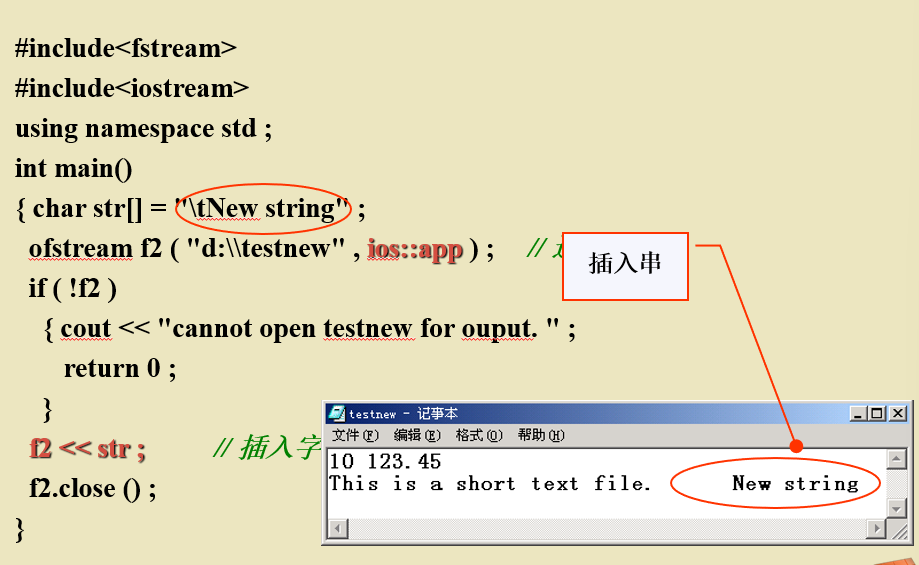 #include<fstream>
#include<iostream>
using namespace std ;
int main()
{ char str[] = "\tNew string" ;
ofstream f2 ( "d:\\testnew" , ios::app ) ; //
插入串
if ( !f2 )
{ cout << "cannot open testnew for ouput. " ;
return 0 ;
}
f2 << str ; // 插入字
f2.close () ;
}
testnew - 记事本
文件(F) 编辑(E) 格式(O) 帮助(H)
10 123.45
This is a short text file. New string